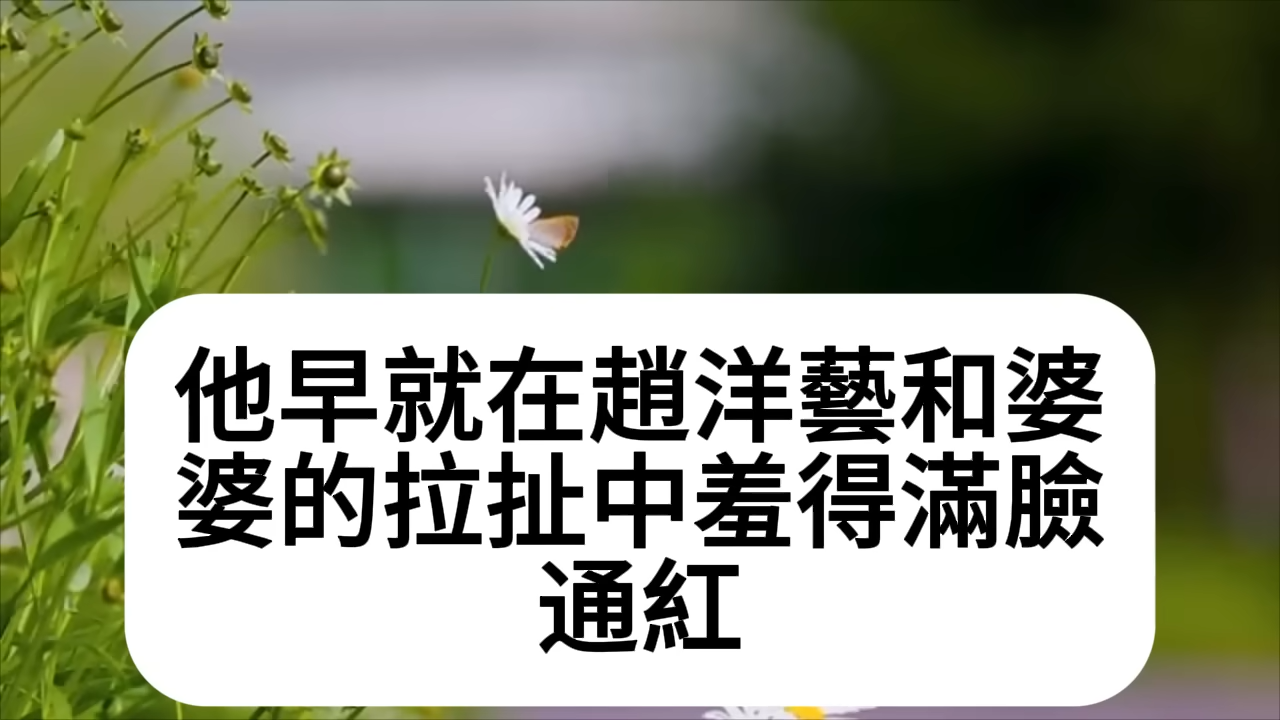 他早就在趙洋藝和婆
婆的拉扯中羞得滿臉
通紅